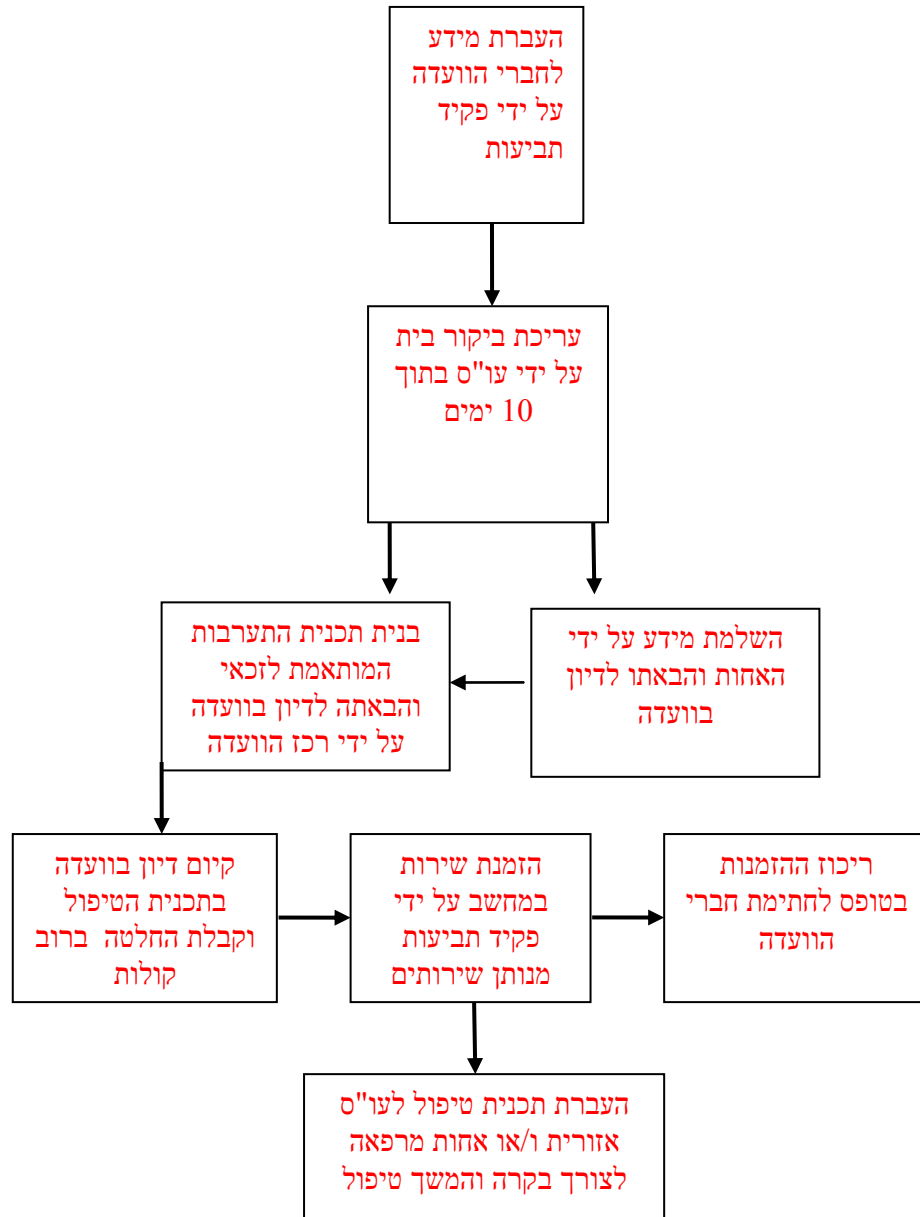 העברת מידע
לחברי הוועדה
על ידי פקיד
תביעות
עריכת ביקור בית
על ידי עו"ס בתוך
10 ימים
השלמת מידע על ידי
האחות והבאתו לדיון
בוועדה
בנית תכנית התערבות
המותאמת לזכאי
והבאתה לדיון בוועדה
על ידי רכז הוועדה
קיום דיון בוועדה
בתכנית הטיפול
וקבלת החלטה ברוב
קולות
הזמנת שירות
במחשב על ידי
פקיד תביעות
מנותן שירותים
ריכוז ההזמנות
בטופס לחתימת חברי
הוועדה
העברת תכנית טיפול לעו"ס
אזורית ו/או אחות מרפאה
לצורך בקרה והמשך טיפול